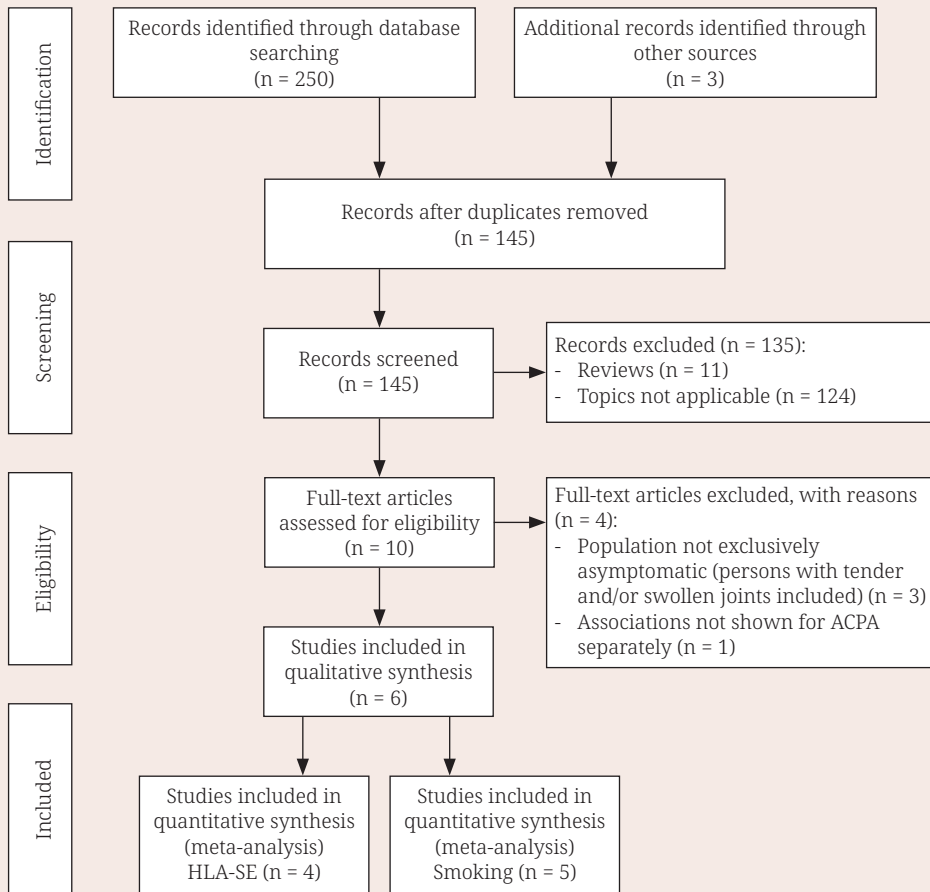 Identification
Records identified through database
searching
(n = 250)
Additional records identified through
other sources
(n = 3)
Records after duplicates removed
(n = 145)
Screening
Records screened
(n = 145)
Records excluded (n = 135):
- Reviews (n = 11)
- Topics not applicable (n = 124)
Eligibility
Full-text articles
assessed for eligibility
(n = 10)
Full-text articles excluded, with reasons
(n = 4):
- Population not exclusively
asymptomatic (persons with tender
and/or swollen joints included) (n = 3)
- Associations not shown for ACPA
separately (n = 1)
Studies included in
qualitative synthesis
(n = 6)
Included
Studies included in
quantitative synthesis
(meta-analysis)
HLA-SE (n = 4)
Studies included in
quantitative synthesis
(meta-analysis)
Smoking (n = 5)